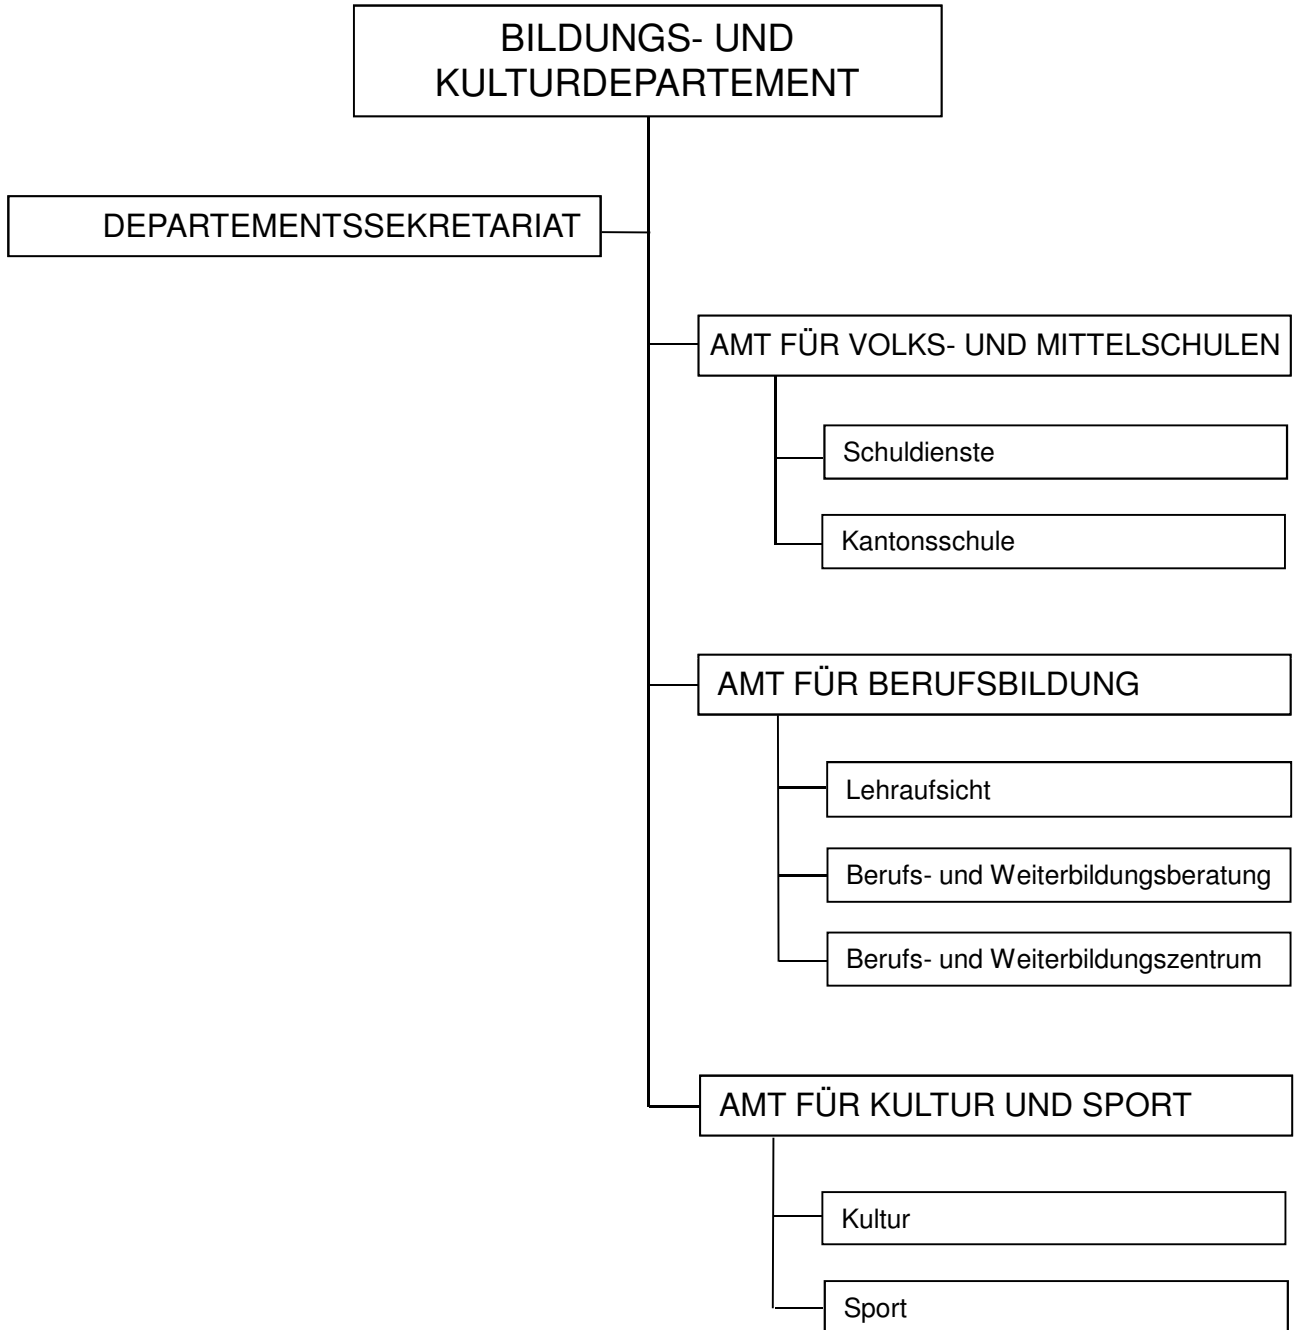 BILDUNGS- UND
KULTURDEPARTEMENT
DEPARTEMENTSSEKRETARIAT
AMT FÜR VOLKS- UND MITTELSCHULEN
Schuldienste
Kantonsschule
AMT FÜR BERUFSBILDUNG
Lehraufsicht
Berufs- und Weiterbildungsberatung
Berufs- und Weiterbildungszentrum
AMT FÜR KULTUR UND SPORT
Kultur
Sport